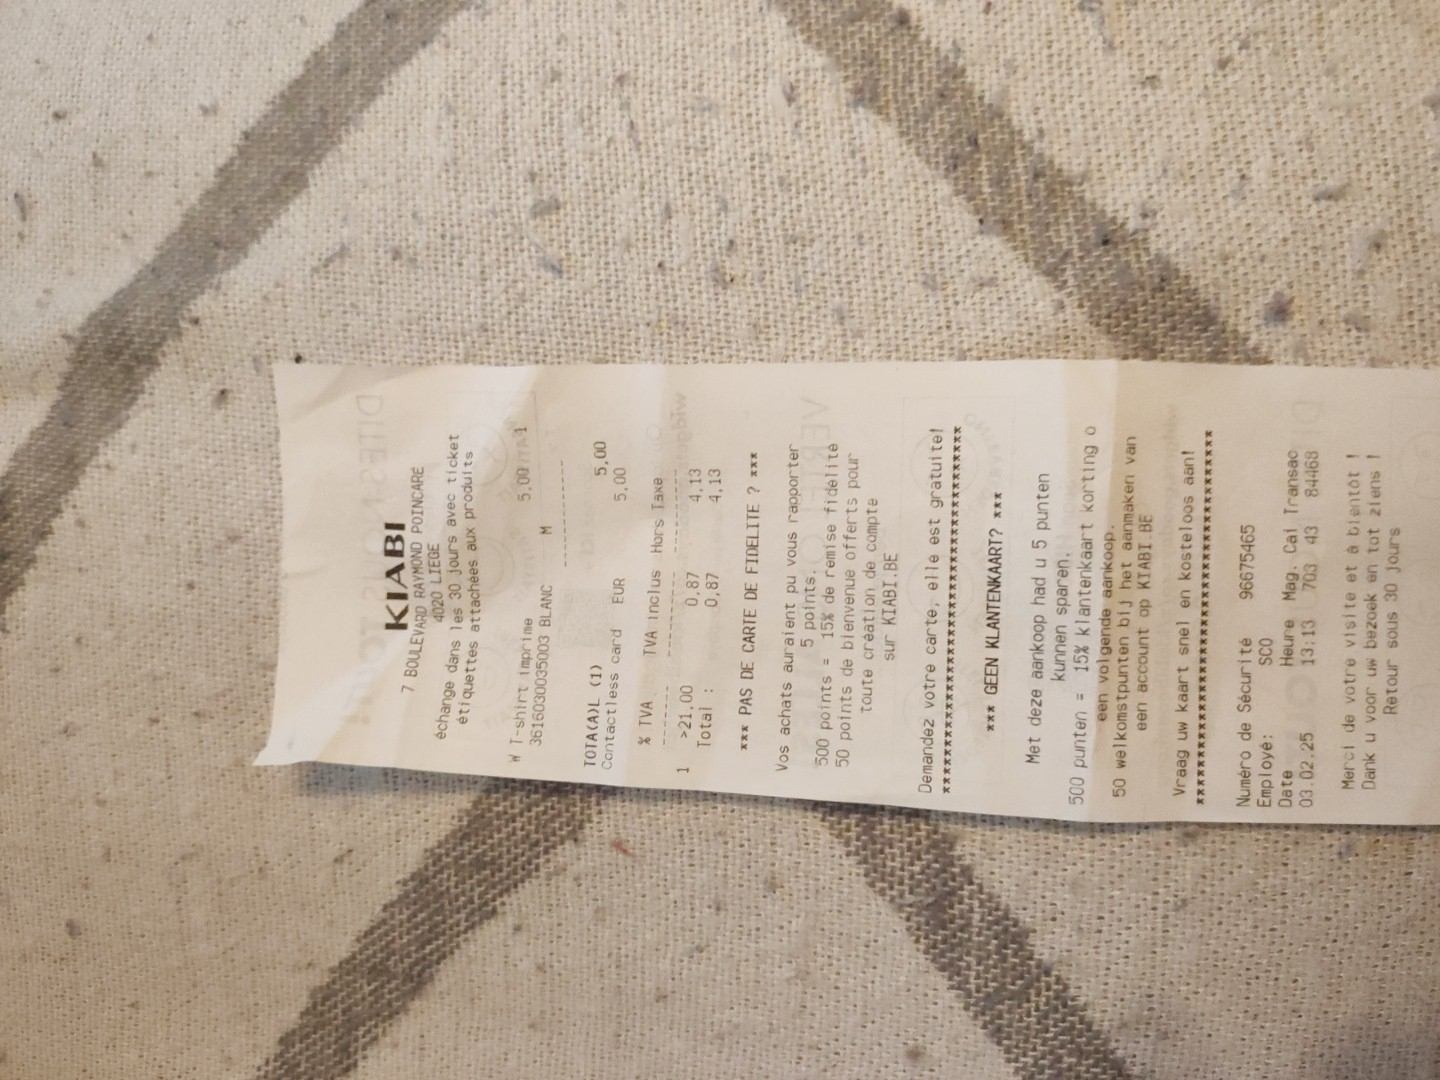 KIABI
7 BOULEVARD RAYMOND POINCARE
4020 LIEGE
échange dans les 30 jours avec ticket
étiquettes attachées aux produits
W T-shirt imprime 5,00 1
3616030035003 BLANC M
TOTA(A)L (1) 5,00
Contactless card EUR 5,00
% TVA TVA inclus Hors Taxe
1 >21,00 0,87 4,13
Total : 0,87 4,13
*** PAS DE CARTE DE FIDELITE ? ***
Vos achats auraient pu vous rapporter
5 points.
500 points = 15% de remise fidélité
50 points de bienvenue offerts pour
toute création de compte
sur KIABI.BE
Demandez votre carte, elle est gratuite!
****************************************
*** GEEN KLANTENKAART? ***
Met deze aankoop had u 5 punten
kunnen sparen.
500 punten = 15% klantenkaart korting o
een volgende aankoop.
50 welkomstpunten bij het aanmaken van
een account op KIABI.BE
Vraag uw kaart snel en kosteloos aan!
****************************************
Numéro de Sécurité 96675465
Employé: SCO
Date Heure Mag. Cai Transac
03.02.25 13:13 703 43 84468
Merci de votre visite et à bientôt !
Dank u voor uw bezoek en tot ziens !
Retour sous 30 jours